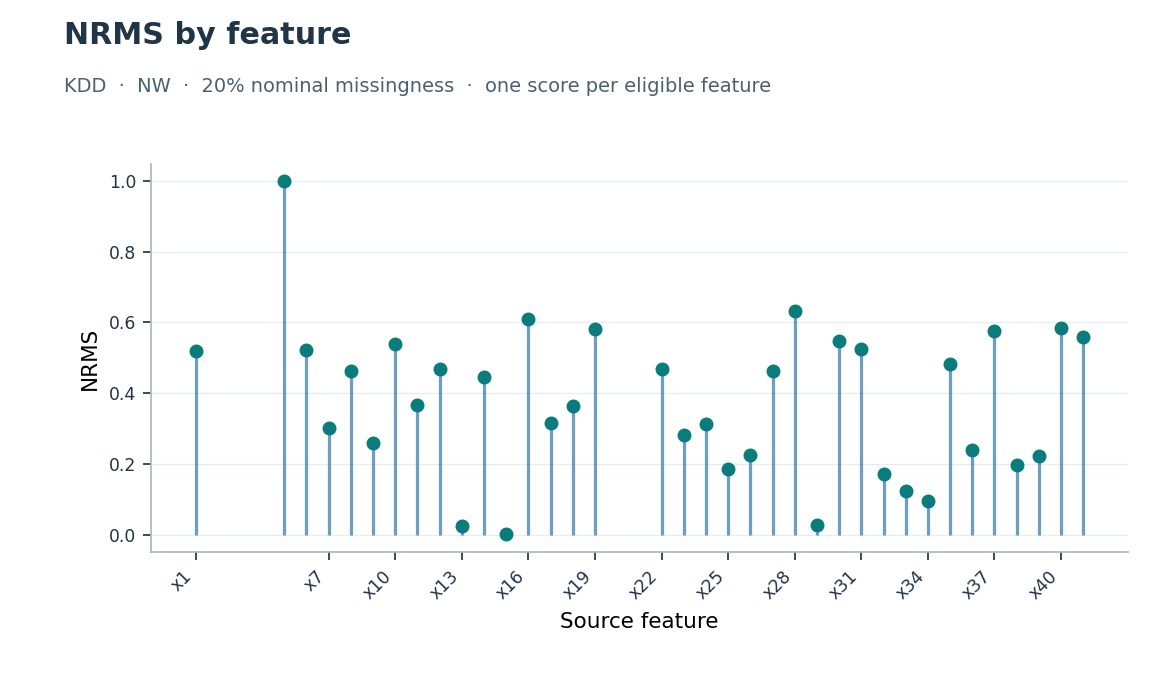 NRMS by feature
KDD · NW · 20% nominal missingness · one score per eligible feature
1.0
0.8
0.6
0.4
0.2
0.0
NRMS
x1 x7 x10 x13 x16 x19 x22 x25 x28 x31 x34 x37 x40
Source feature